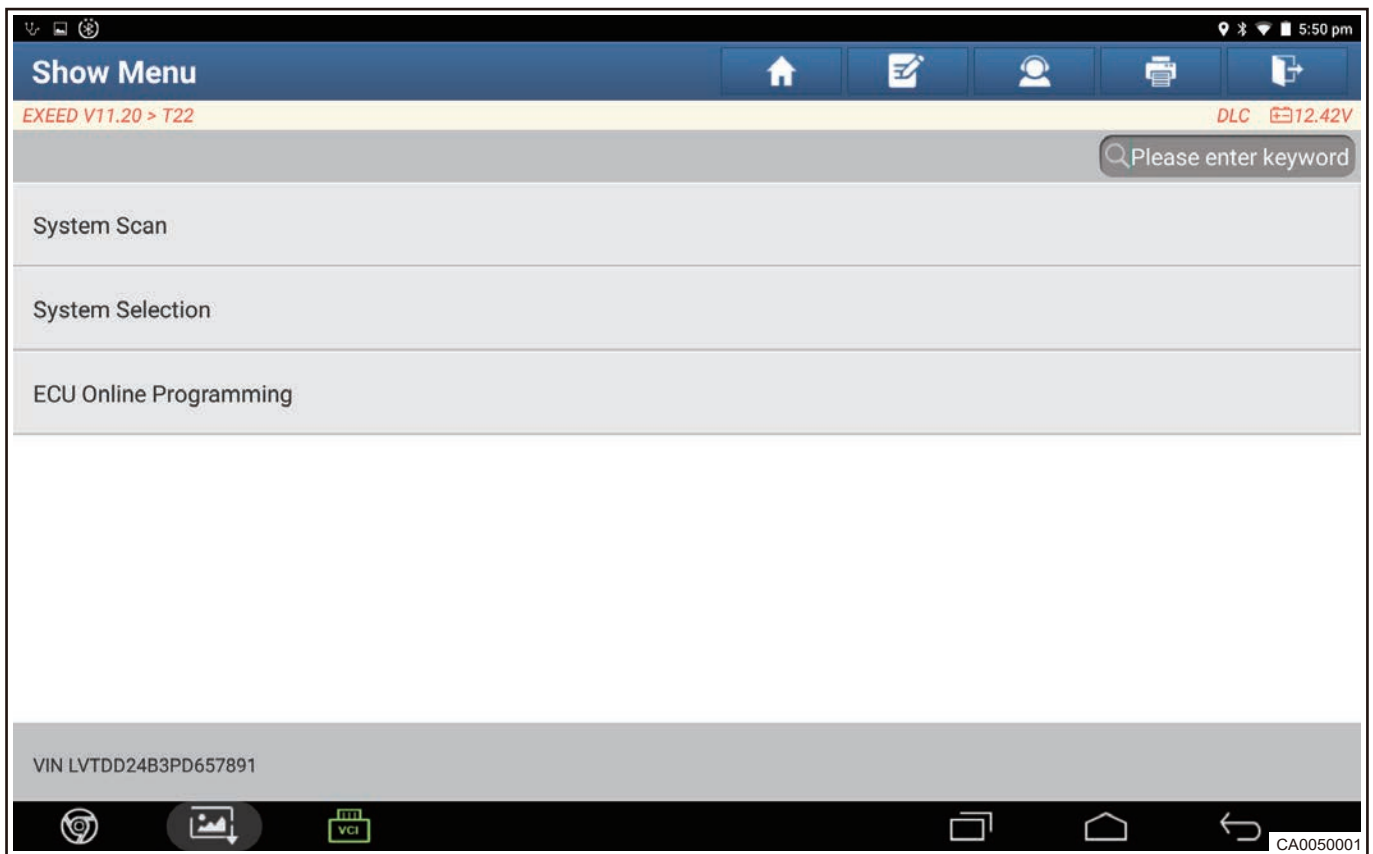 5:50 pm
Show Menu
EXEED V11.20 > T22
DLC 12.42V
Please enter keyword
System Scan
System Selection
ECU Online Programming
VIN LVTDD24B3PD657891
VCI
CA0050001